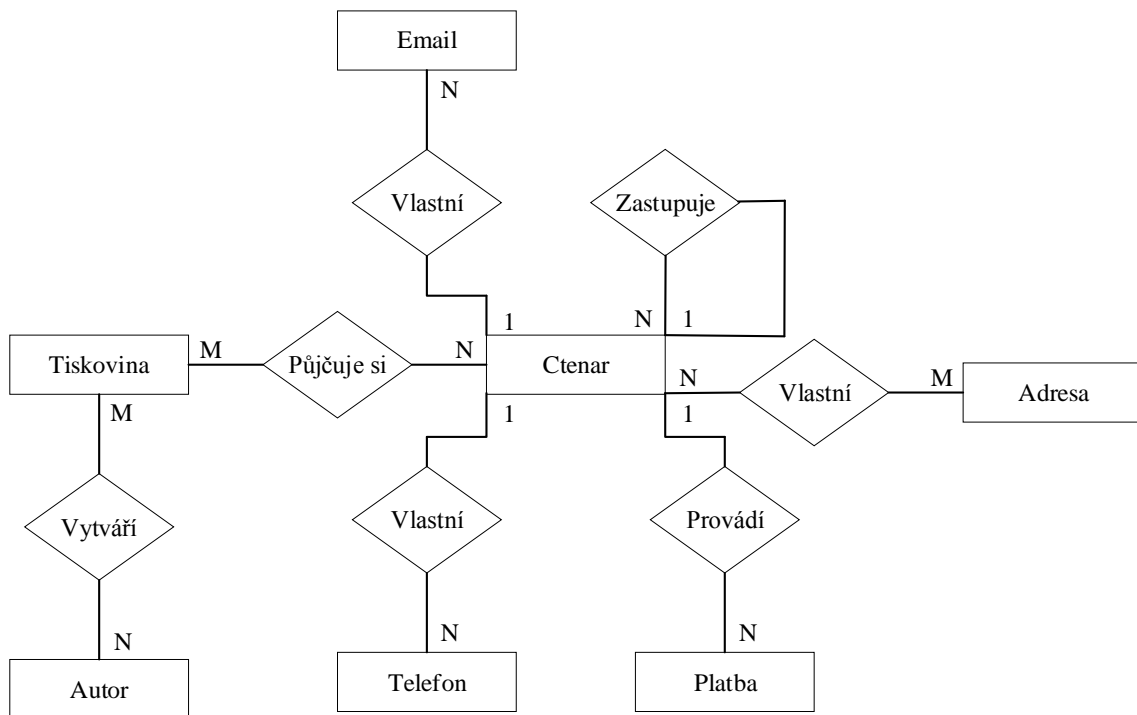 Email
N
Vlastní
Zastupuje
1
N
1
Tiskovina
M
Půjčuje si
N
Ctenar
N
Vlastní
M
Adresa
M
1
1
Vytváří
Vlastní
Provádí
N
N
N
Autor
Telefon
Platba